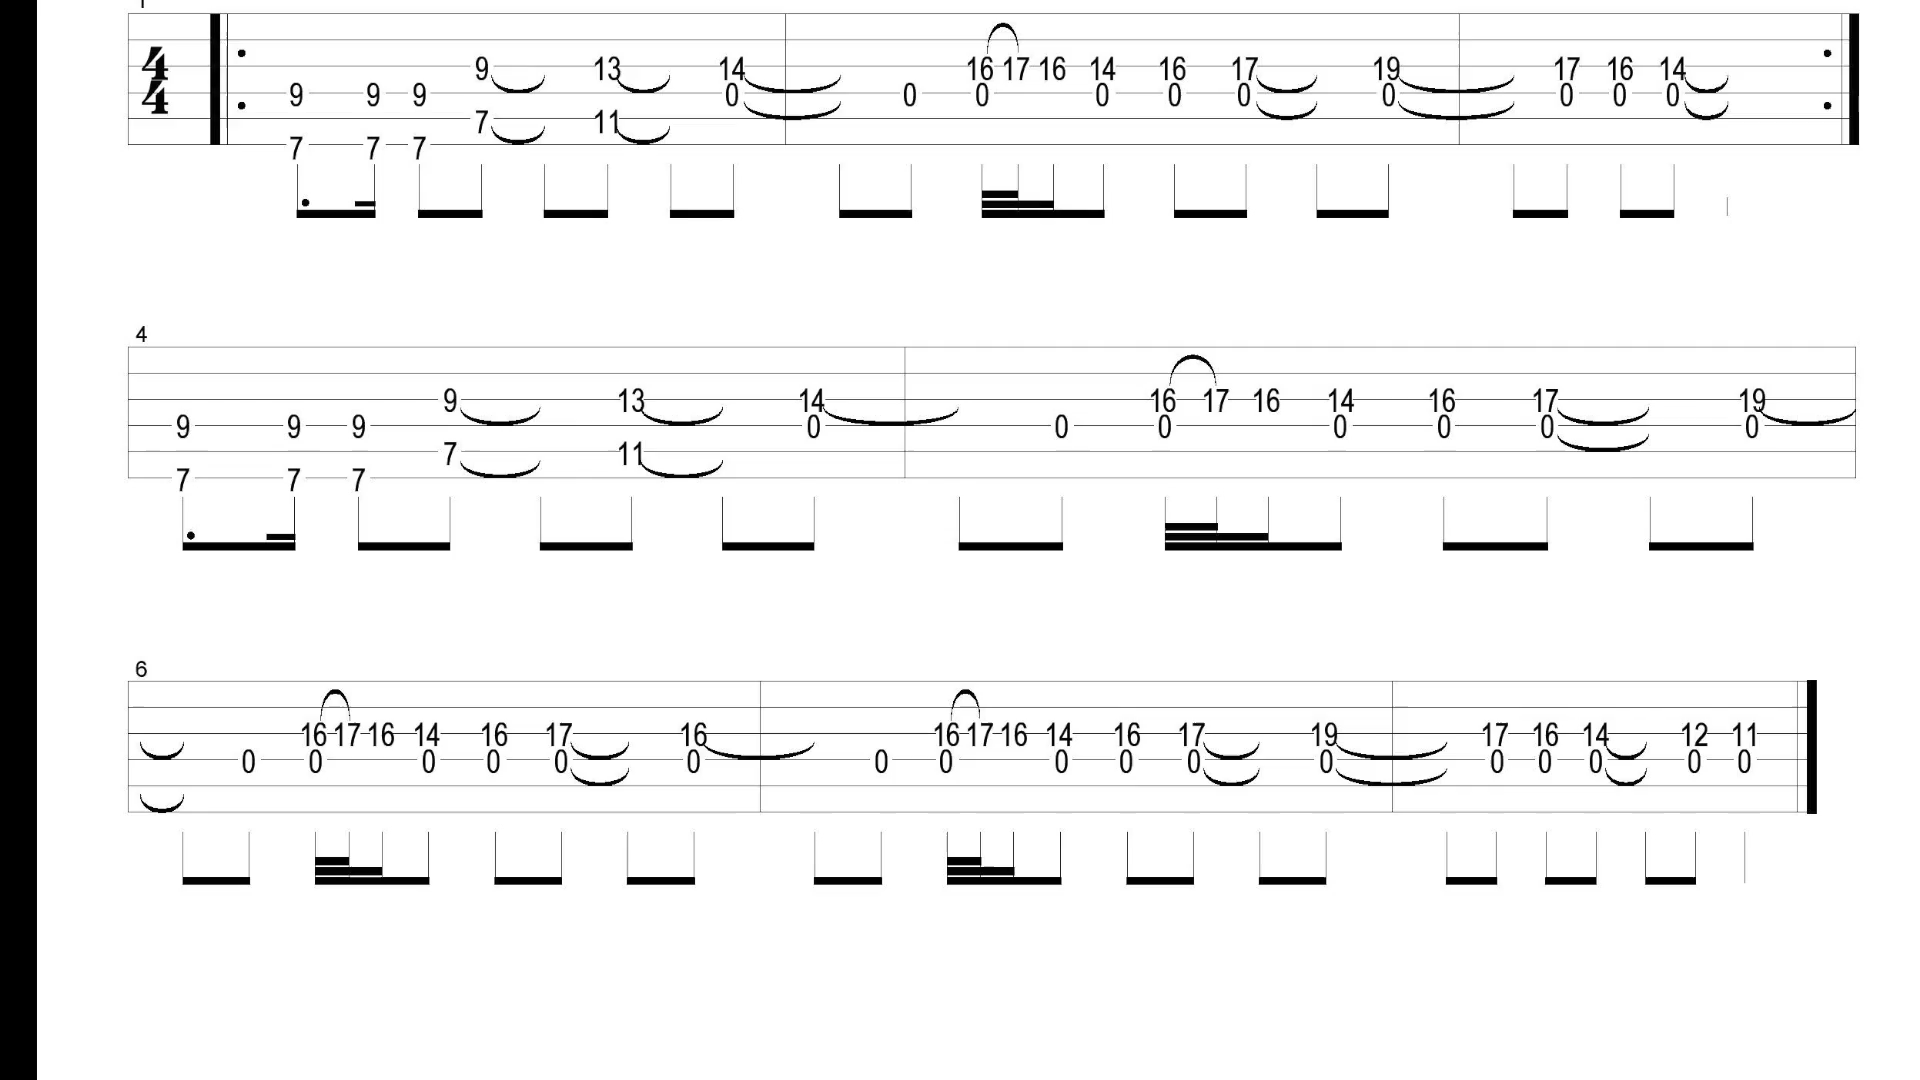 1
4 9 13 14 16 17 16 14 16 17 19 17 16 14
4 9 9 9 0 0 0 0 0 0 0 0 0 0
7 11
7 7 7
4
9 13 14 16 17 16 14 16 17 19
9 9 9 0 0 0 0 0 0 0
7 11
7 7 7
6
16 17 16 14 16 17 16 16 17 16 14 16 17 19 17 16 14 12 11
0 0 0 0 0 0 0 0 0 0 0 0 0 0 0 0 0